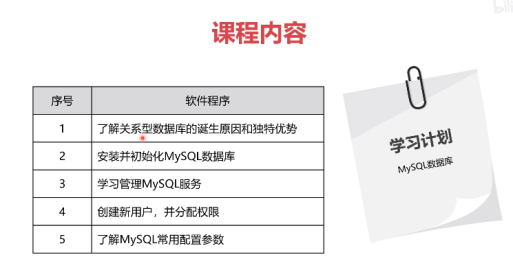 课程内容
序号 软件程序
1 了解关系型数据库的诞生原因和独特优势
2 安装并初始化MySQL数据库
3 学习管理MySQL服务
4 创建新用户，并分配权限
5 了解MySQL常用配置参数
学习计划
MySQL数据库